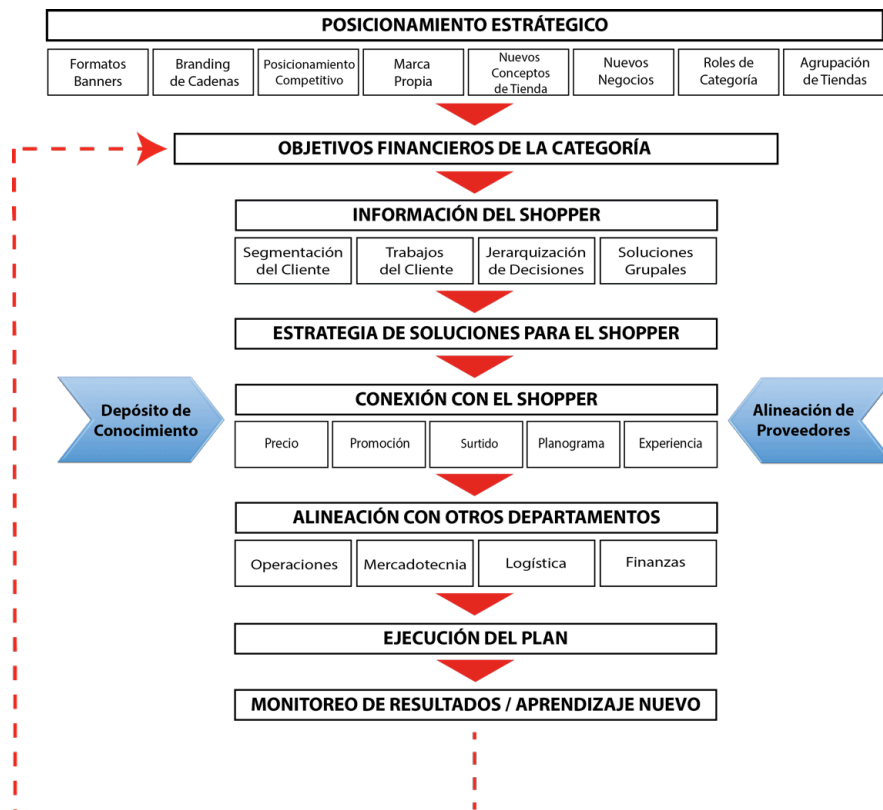 POSICIONAMIENTO ESTRÁTEGICO
Formatos
Banners
Branding
de Cadenas
Posicionamiento
Competitivo
Marca
Propia
Nuevos
Conceptos
de Tienda
Nuevos
Negocios
Roles de
Categoría
Agrupación
de Tiendas
OBJETIVOS FINANCIEROS DE LA CATEGORÍA
INFORMACIÓN DEL SHOPPER
Segmentación
del Cliente
Trabajos
del Cliente
Jerarquización
de Decisiones
Soluciones
Grupales
ESTRATEGIA DE SOLUCIONES PARA EL SHOPPER
Depósito de
Conocimiento
CONEXIÓN CON EL SHOPPER
Precio
Promoción
Surtido
Planograma
Experiencia
Alineación de
Proveedores
ALINEACIÓN CON OTROS DEPARTAMENTOS
Operaciones
Mercadotecnia
Logística
Finanzas
EJECUCIÓN DEL PLAN
MONITOREO DE RESULTADOS / APRENDIZAJE NUEVO